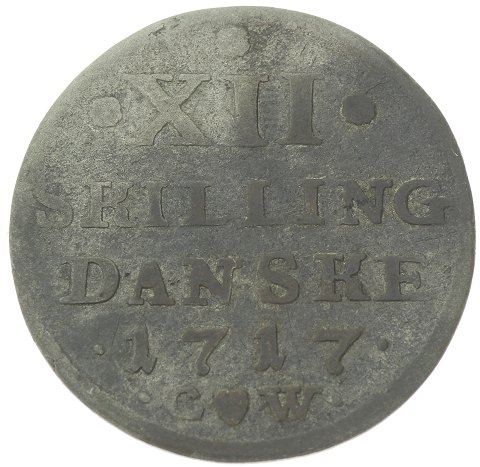 ·XII·
SKILLING
DANSKE
·1717·
·C♥W·